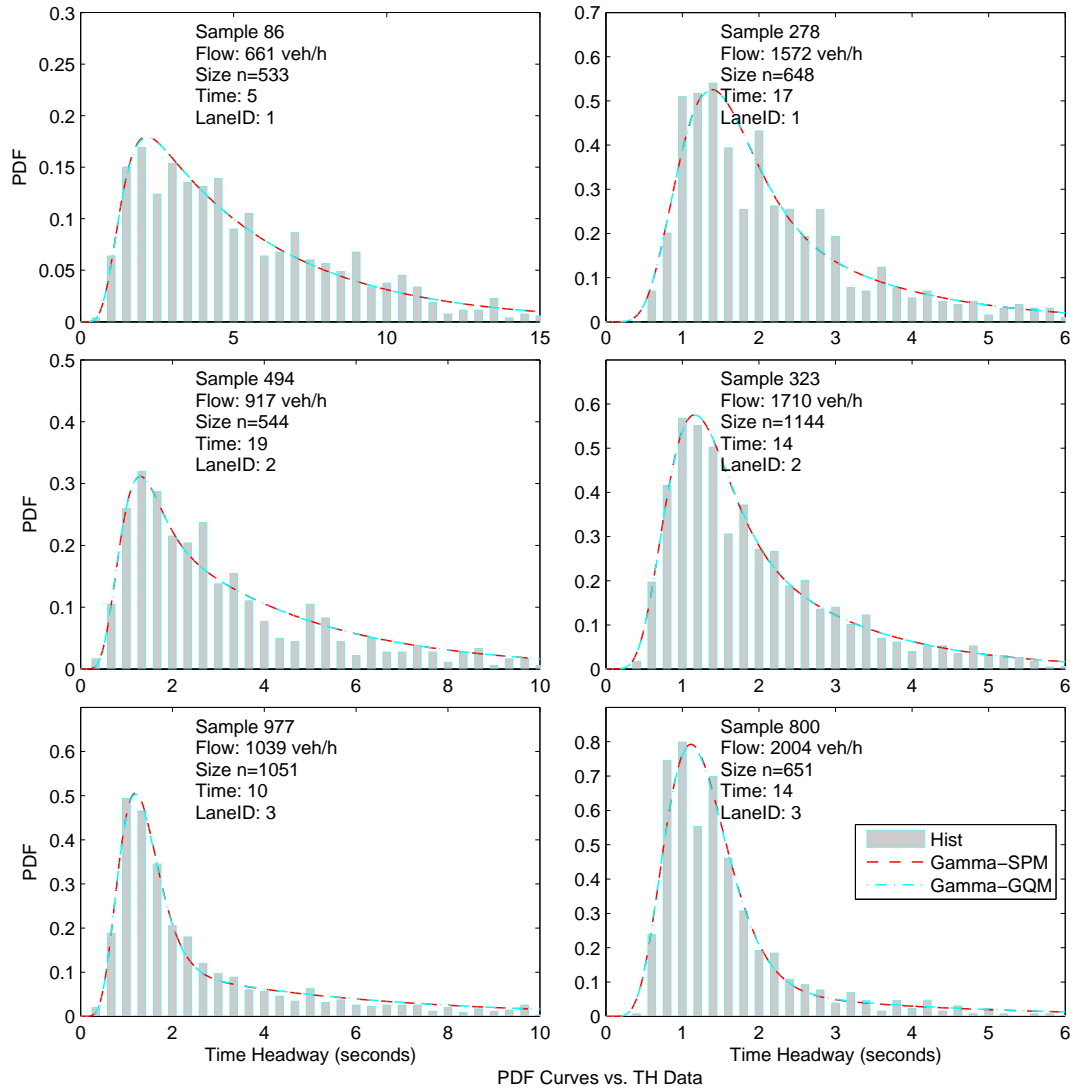 0.3
0.25
0.2
0.15
0.1
0.05
0
PDF
Sample 86
Flow: 661 veh/h
Size n=533
Time: 5
LaneID: 1
0 5 10 15
0.7
0.6
0.5
0.4
0.3
0.2
0.1
0
Sample 278
Flow: 1572 veh/h
Size n=648
Time: 17
LaneID: 1
0 1 2 3 4 5 6
0.5
0.4
0.3
0.2
0.1
0
PDF
Sample 494
Flow: 917 veh/h
Size n=544
Time: 19
LaneID: 2
0 2 4 6 8 10
0.6
0.5
0.4
0.3
0.2
0.1
0
Sample 323
Flow: 1710 veh/h
Size n=1144
Time: 14
LaneID: 2
0 1 2 3 4 5 6
0.6
0.5
0.4
0.3
0.2
0.1
0
PDF
Sample 977
Flow: 1039 veh/h
Size n=1051
Time: 10
LaneID: 3
0 2 4 6 8 10
Time Headway (seconds)
0.8
0.7
0.6
0.5
0.4
0.3
0.2
0.1
0
Sample 800
Flow: 2004 veh/h
Size n=651
Time: 14
LaneID: 3
Hist
Gamma−SPM
Gamma−GQM
0 1 2 3 4 5 6
Time Headway (seconds)
PDF Curves vs. TH Data